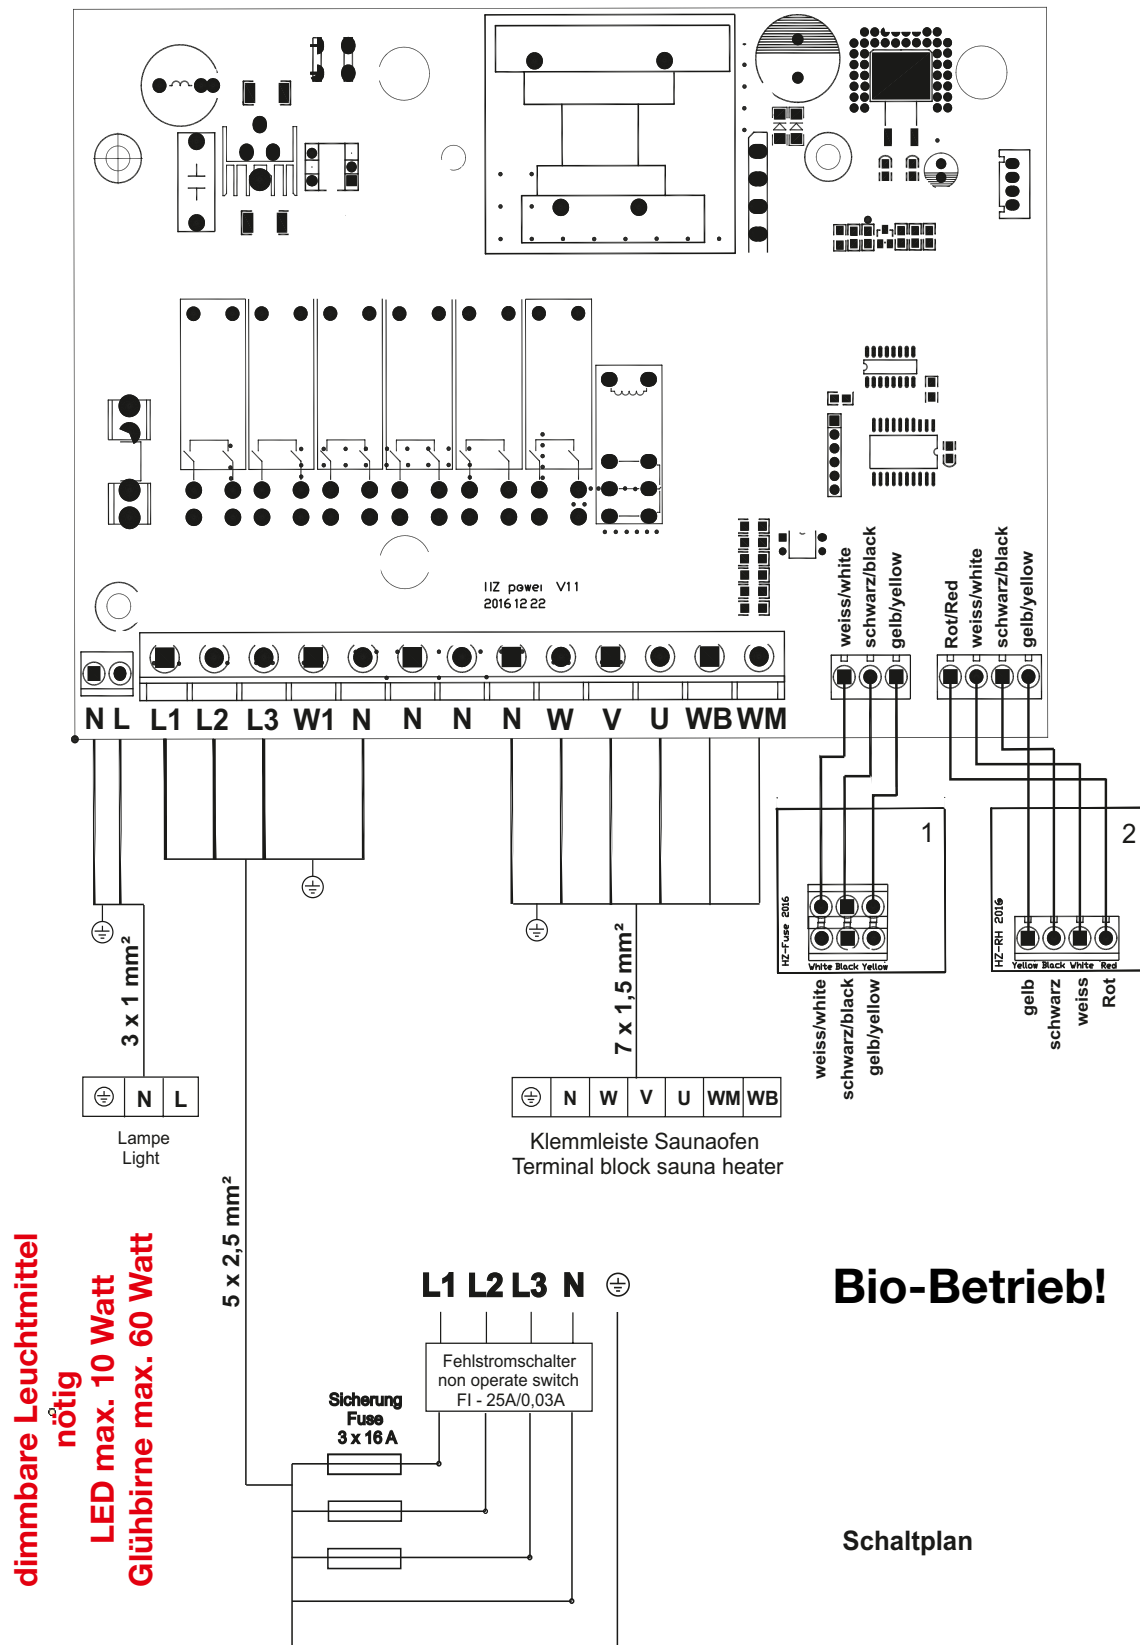 IIZ power V11
2016 12 22
weiss/white
schwarz/black
gelb/yellow
Rot/Red
weiss/white
schwarz/black
gelb/yellow
N L L1 L2 L3 W1 N N N N W V U WB WM
1
2
HZ-Fuse 2016
White Black Yellow
weiss/white
schwarz/black
gelb/yellow
HZ-RH 2016
Yellow Black White Red
gelb
schwarz
weiss
Rot
3 x 1 mm²
7 x 1,5 mm²
N L
Lampe
Light
N W V U WM WB
Klemmleiste Saunaofen
Terminal block sauna heater
5 x 2,5 mm²
dimmbare Leuchtmittel
nötig
LED max. 10 Watt
Glühbirne max. 60 Watt
L1 L2 L3 N
Fehlstromschalter
non operate switch
FI - 25A/0,03A
Sicherung
Fuse
3 x 16 A
Bio-Betrieb!
Schaltplan